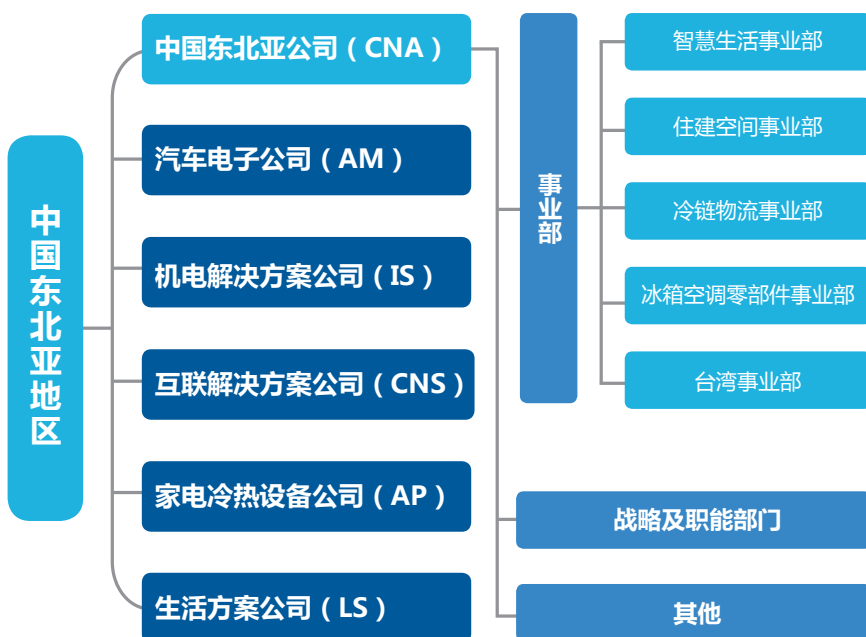 中国东北亚地区
中国东北亚公司（CNA）
汽车电子公司（AM）
机电解决方案公司（IS）
互联解决方案公司（CNS）
家电冷热设备公司（AP）
生活方案公司（LS）
事业部
智慧生活事业部
住建空间事业部
冷链物流事业部
冰箱空调零部件事业部
台湾事业部
战略及职能部门
其他